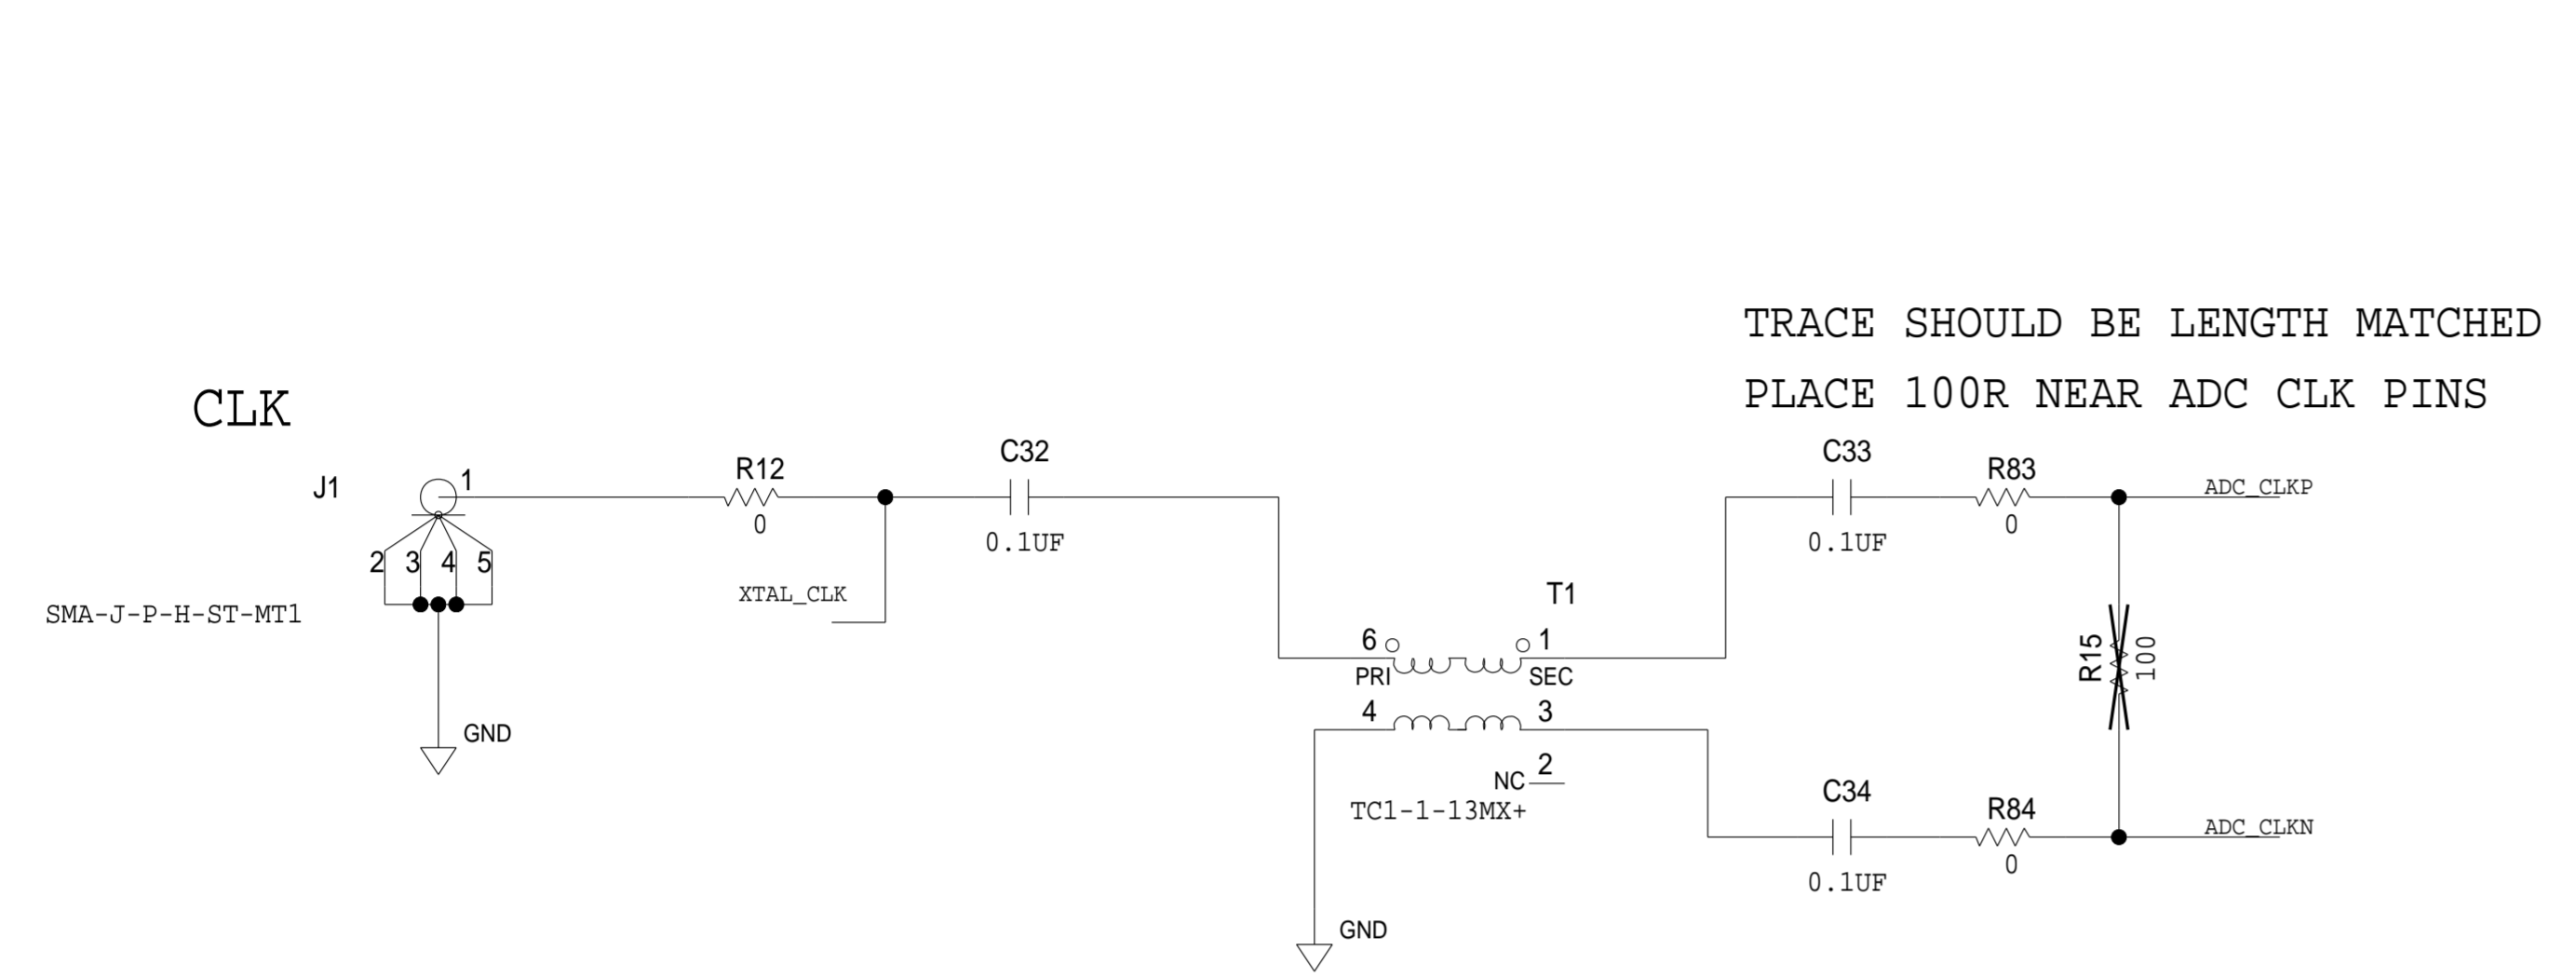 TRACE SHOULD BE LENGTH MATCHED
PLACE 100R NEAR ADC CLK PINS
CLK
J1
1
2 3 4 5
SMA-J-P-H-ST-MT1
GND
R12
0
XTAL_CLK
C32
0.1UF
T1
6 1
PRI SEC
4 3
NC 2
TC1-1-13MX+
GND
C33
0.1UF
R83
0
ADC_CLKP
R15
100
C34
0.1UF
R84
0
ADC_CLKN